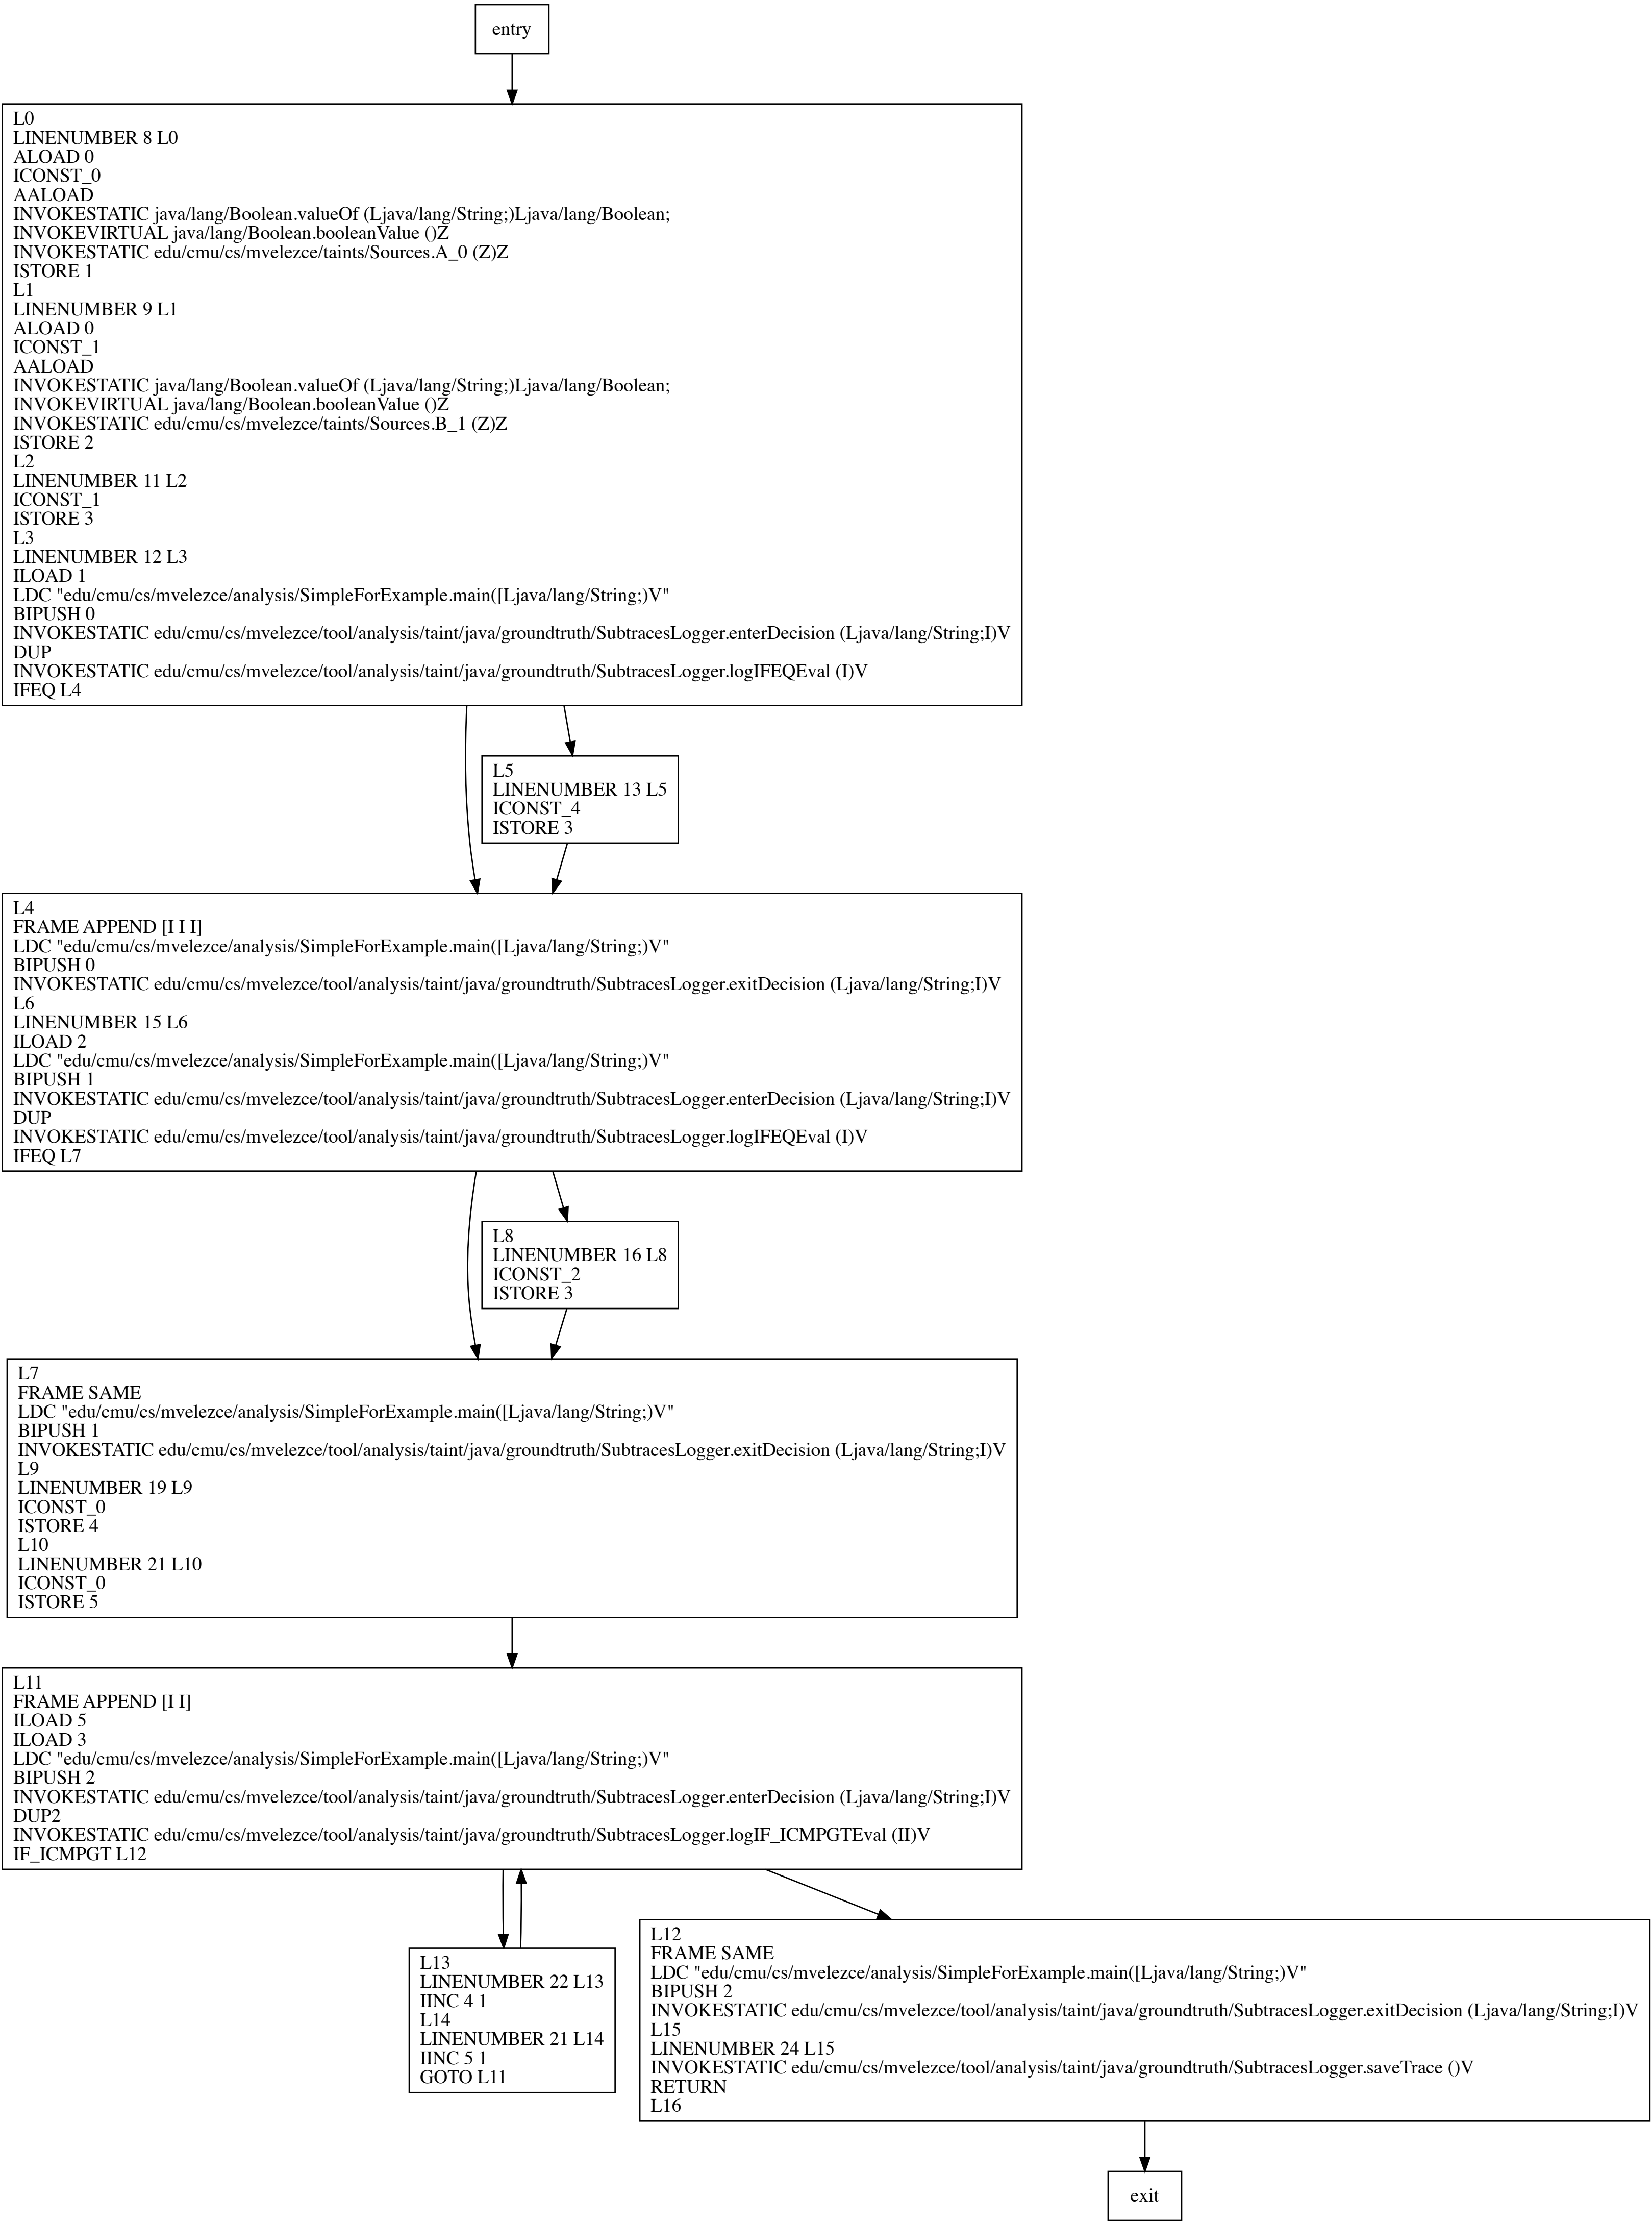 entry
L0
LINENUMBER 8 L0
ALOAD 0
ICONST_0
AALOAD
INVOKESTATIC java/lang/Boolean.valueOf (Ljava/lang/String;)Ljava/lang/Boolean;
INVOKEVIRTUAL java/lang/Boolean.booleanValue ()Z
INVOKESTATIC edu/cmu/cs/mvelezce/taints/Sources.A_0 (Z)Z
ISTORE 1
L1
LINENUMBER 9 L1
ALOAD 0
ICONST_1
AALOAD
INVOKESTATIC java/lang/Boolean.valueOf (Ljava/lang/String;)Ljava/lang/Boolean;
INVOKEVIRTUAL java/lang/Boolean.booleanValue ()Z
INVOKESTATIC edu/cmu/cs/mvelezce/taints/Sources.B_1 (Z)Z
ISTORE 2
L2
LINENUMBER 11 L2
ICONST_1
ISTORE 3
L3
LINENUMBER 12 L3
ILOAD 1
LDC "edu/cmu/cs/mvelezce/analysis/SimpleForExample.main([Ljava/lang/String;)V"
BIPUSH 0
INVOKESTATIC edu/cmu/cs/mvelezce/tool/analysis/taint/java/groundtruth/SubtracesLogger.enterDecision (Ljava/lang/String;I)V
DUP
INVOKESTATIC edu/cmu/cs/mvelezce/tool/analysis/taint/java/groundtruth/SubtracesLogger.logIFEQEval (I)V
IFEQ L4
L5
LINENUMBER 13 L5
ICONST_4
ISTORE 3
L4
FRAME APPEND [I I I]
LDC "edu/cmu/cs/mvelezce/analysis/SimpleForExample.main([Ljava/lang/String;)V"
BIPUSH 0
INVOKESTATIC edu/cmu/cs/mvelezce/tool/analysis/taint/java/groundtruth/SubtracesLogger.exitDecision (Ljava/lang/String;I)V
L6
LINENUMBER 15 L6
ILOAD 2
LDC "edu/cmu/cs/mvelezce/analysis/SimpleForExample.main([Ljava/lang/String;)V"
BIPUSH 1
INVOKESTATIC edu/cmu/cs/mvelezce/tool/analysis/taint/java/groundtruth/SubtracesLogger.enterDecision (Ljava/lang/String;I)V
DUP
INVOKESTATIC edu/cmu/cs/mvelezce/tool/analysis/taint/java/groundtruth/SubtracesLogger.logIFEQEval (I)V
IFEQ L7
L8
LINENUMBER 16 L8
ICONST_2
ISTORE 3
L7
FRAME SAME
LDC "edu/cmu/cs/mvelezce/analysis/SimpleForExample.main([Ljava/lang/String;)V"
BIPUSH 1
INVOKESTATIC edu/cmu/cs/mvelezce/tool/analysis/taint/java/groundtruth/SubtracesLogger.exitDecision (Ljava/lang/String;I)V
L9
LINENUMBER 19 L9
ICONST_0
ISTORE 4
L10
LINENUMBER 21 L10
ICONST_0
ISTORE 5
L11
FRAME APPEND [I I]
ILOAD 5
ILOAD 3
LDC "edu/cmu/cs/mvelezce/analysis/SimpleForExample.main([Ljava/lang/String;)V"
BIPUSH 2
INVOKESTATIC edu/cmu/cs/mvelezce/tool/analysis/taint/java/groundtruth/SubtracesLogger.enterDecision (Ljava/lang/String;I)V
DUP2
INVOKESTATIC edu/cmu/cs/mvelezce/tool/analysis/taint/java/groundtruth/SubtracesLogger.logIF_ICMPGTEval (II)V
IF_ICMPGT L12
L13
LINENUMBER 22 L13
IINC 4 1
L14
LINENUMBER 21 L14
IINC 5 1
GOTO L11
L12
FRAME SAME
LDC "edu/cmu/cs/mvelezce/analysis/SimpleForExample.main([Ljava/lang/String;)V"
BIPUSH 2
INVOKESTATIC edu/cmu/cs/mvelezce/tool/analysis/taint/java/groundtruth/SubtracesLogger.exitDecision (Ljava/lang/String;I)V
L15
LINENUMBER 24 L15
INVOKESTATIC edu/cmu/cs/mvelezce/tool/analysis/taint/java/groundtruth/SubtracesLogger.saveTrace ()V
RETURN
L16
exit